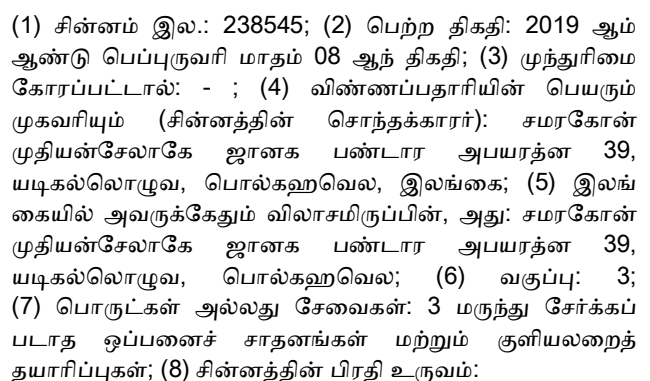 (1) சின்னம் இல.: 238545; (2) பெற்ற திகதி: 2019 ஆம்
ஆண்டு பெப்புருவரி மாதம் 08 ஆந் திகதி; (3) முந்துரிமை
கோரப்பட்டால்: - ; (4) விண்ணப்பதாரியின் பெயரும்
முகவரியும் (சின்னத்தின் சொந்தக்காரர்): சமரகோன்
முதியன்சேலாகே ஜானக பண்டார அபயரத்ன 39,
யடிகல்லொழுவ, பொல்கஹவெல, இலங்கை; (5) இலங்
கையில் அவருக்கேதும் விலாசமிருப்பின், அது: சமரகோன்
முதியன்சேலாகே ஜானக பண்டார அபயரத்ன 39,
யடிகல்லொழுவ, பொல்கஹவெல; (6) வகுப்பு: 3;
(7) பொருட்கள் அல்லது சேவைகள்: 3 மருந்து சேர்க்கப்
படாத ஒப்பனைச் சாதனங்கள் மற்றும் குளியலறைத்
தயாரிப்புகள்; (8) சின்னத்தின் பிரதி உருவம்: